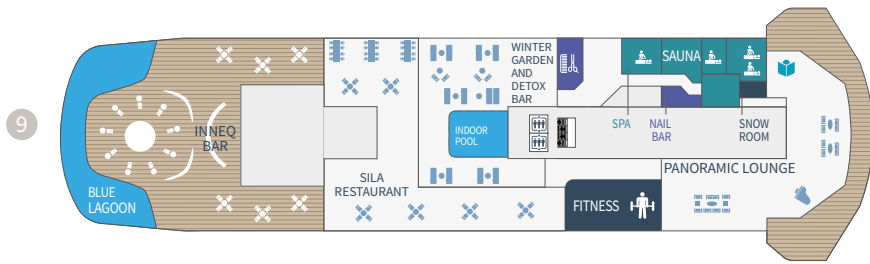 9
BLUE
LAGOON
INNEQ
BAR
SILA
RESTAURANT
WINTER
GARDEN
AND
DETOX
BAR
INDOOR
POOL
SAUNA
SPA
NAIL
BAR
SNOW
ROOM
PANORAMIC LOUNGE
FITNESS